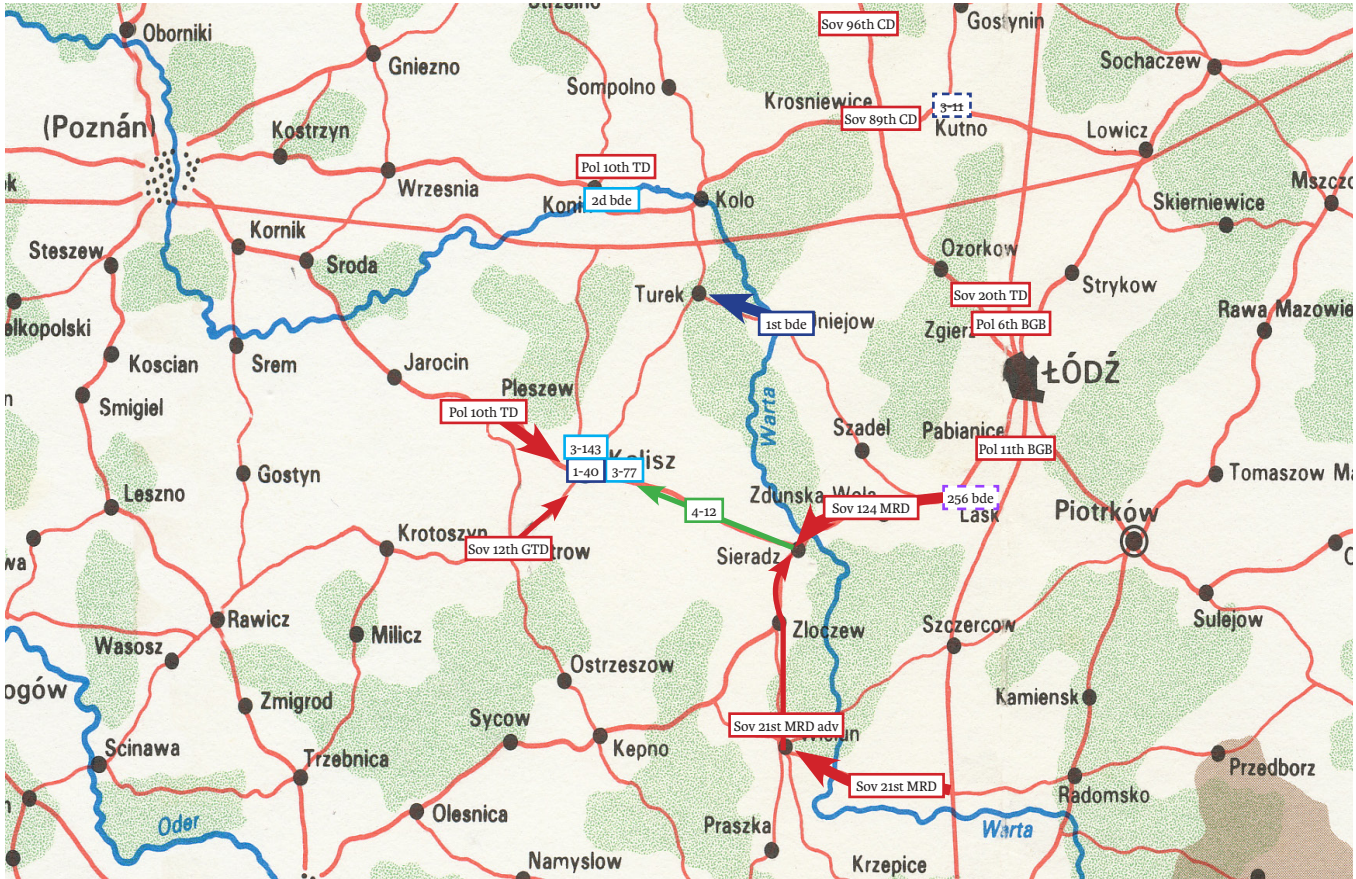 Oborniki
Sov 96th CD
Gostynin
Gniezno
Sochaczew
Sompolno
Krosniewice
3-11
(Poznán)
Kostrzyn
Sov 89th CD
Kutno
Lowicz
Pol 10th TD
Wrzesnia
2d bde
Kolo
Skierniewice
Kornik
Steszew
Sroda
Ozorkow
Strykow
Turek
Sov 20th TD
1st bde
Pol 6th BGB
Koscian
Srem
Jarocin
ŁÓDŹ
Pleszew
Smigiel
Pol 10th TD
Warta
Szadel
Pabianice
3-143
Pol 11th BGB
1-40
3-77
Gostyn
Leszno
Zdunska Wola
256 bde
4-12
Sov 124 MRD
Lask
Piotrków
Krotoszyn
Sov 12th GTD
Sieradz
Rawicz
Milicz
Zloczew
Szczercow
Sulejow
Wasosz
Ostrzeszow
Zmigrod
Kamiensk
Sycow
Sov 21st MRD adv
Scinawa
Kepno
Trzebnica
Przedborz
Sov 21st MRD
Radomsko
Olesnica
Oder
Praszka
Warta
Namyslow
Krzepice